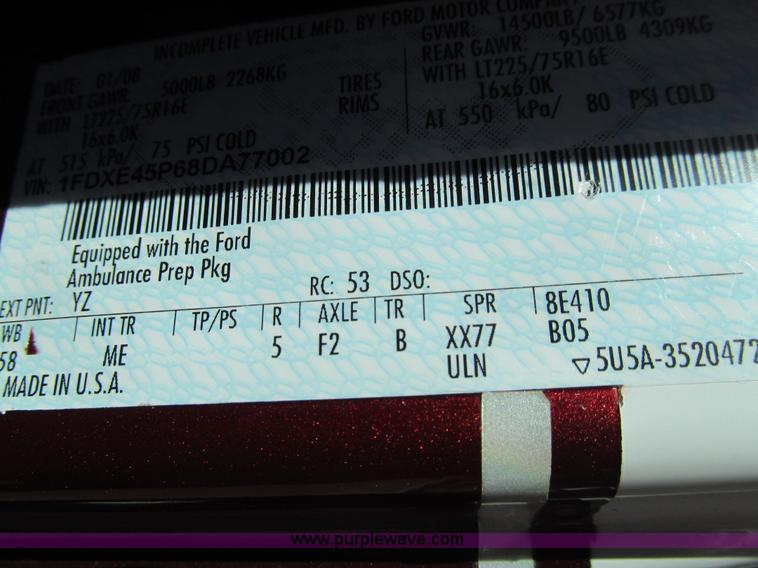 INCOMPLETE VEHICLE MFD. BY FORD MOTOR COMPAN
DATE: 01/08 GVWR: 14500LB/ 6577KG
FRONT GAWR: 5000LB 2268KG REAR GAWR: 9500LB 4309KG
WITH LT225/75R16E TIRES WITH LT225/75R16E
16x6.0K RIMS 16x6.0K
AT 515 kPa/ 75 PSI COLD AT 550 kPa/ 80 PSI COLD
VIN: 1FDXE45P68DA77002
Equipped with the Ford
Ambulance Prep Pkg
EXT PNT: YZ RC: 53 DSO:
WB INT TR TP/PS R AXLE TR SPR 8E410
58 ME 5 F2 B XX77 B05
ULN
MADE IN U.S.A. ▽5U5A-3520472
www.purplewave.com